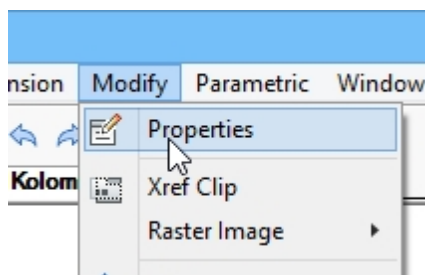 nsion Modify Parametric Window
Properties
Kolom
Xref Clip
Raster Image